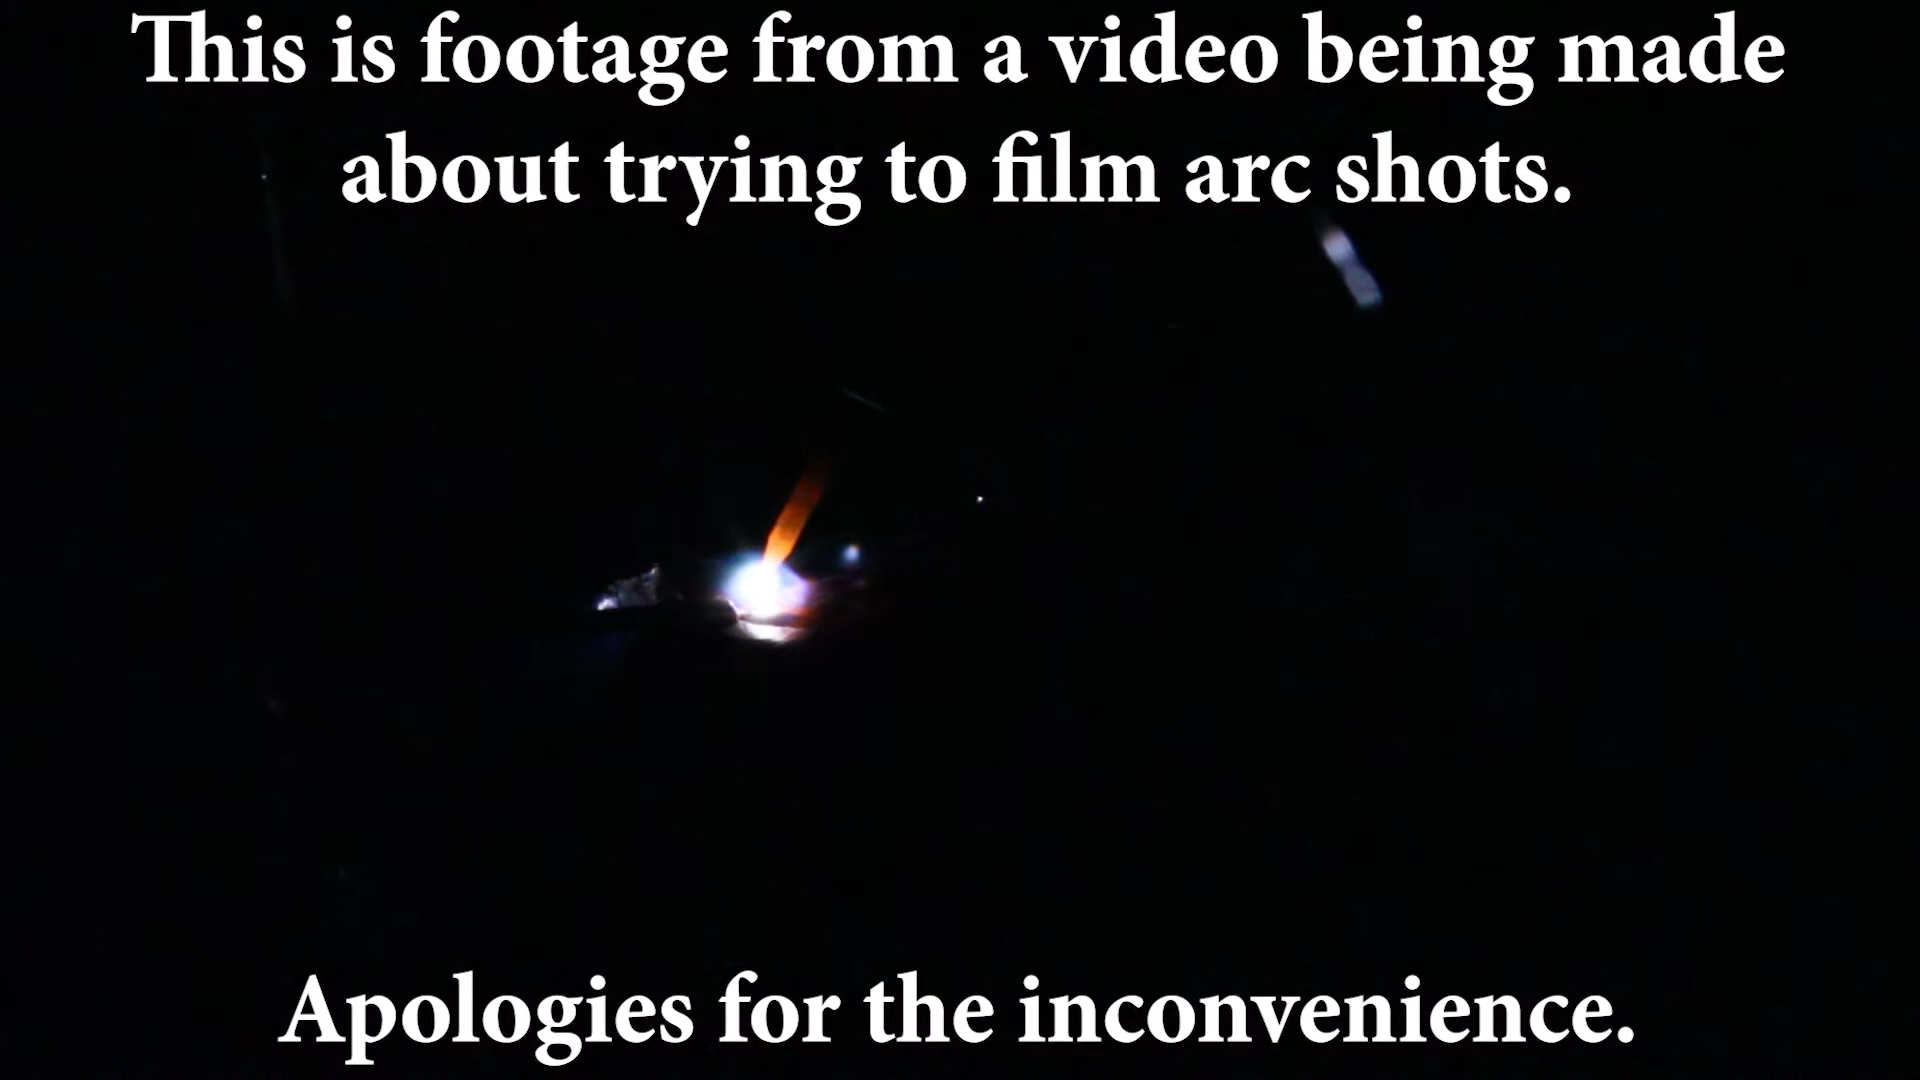 This is footage from a video being made
about trying to film arc shots.
Apologies for the inconvenience.